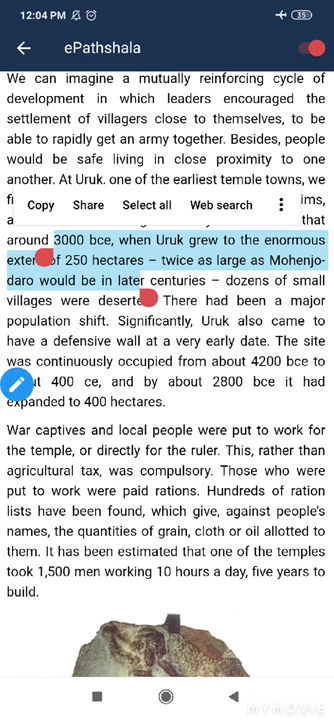 12:04 PM
35
ePathshala
We can imagine a mutually reinforcing cycle of
development in which leaders encouraged the
settlement of villagers close to themselves, to be
able to rapidly get an army together. Besides, people
would be safe living in close proximity to one
another. At Uruk, one of the earliest temple towns, we
Copy Share Select all Web search
that
around 3000 bce, when Uruk grew to the enormous
of 250 hectares – twice as large as Mohenjo-
daro would be in later centuries – dozens of small
villages were There had been a major
population shift. Significantly, Uruk also came to
have a defensive wall at a very early date. The site
was continuously occupied from about 4200 bce to
400 ce, and by about 2800 bce it had
expanded to 400 hectares.
War captives and local people were put to work for
the temple, or directly for the ruler. This, rather than
agricultural tax, was compulsory. Those who were
put to work were paid rations. Hundreds of ration
lists have been found, which give, against people's
names, the quantities of grain, cloth or oil allotted to
them. It has been estimated that one of the temples
took 1,500 men working 10 hours a day, five years to
build.
MYMOVIE